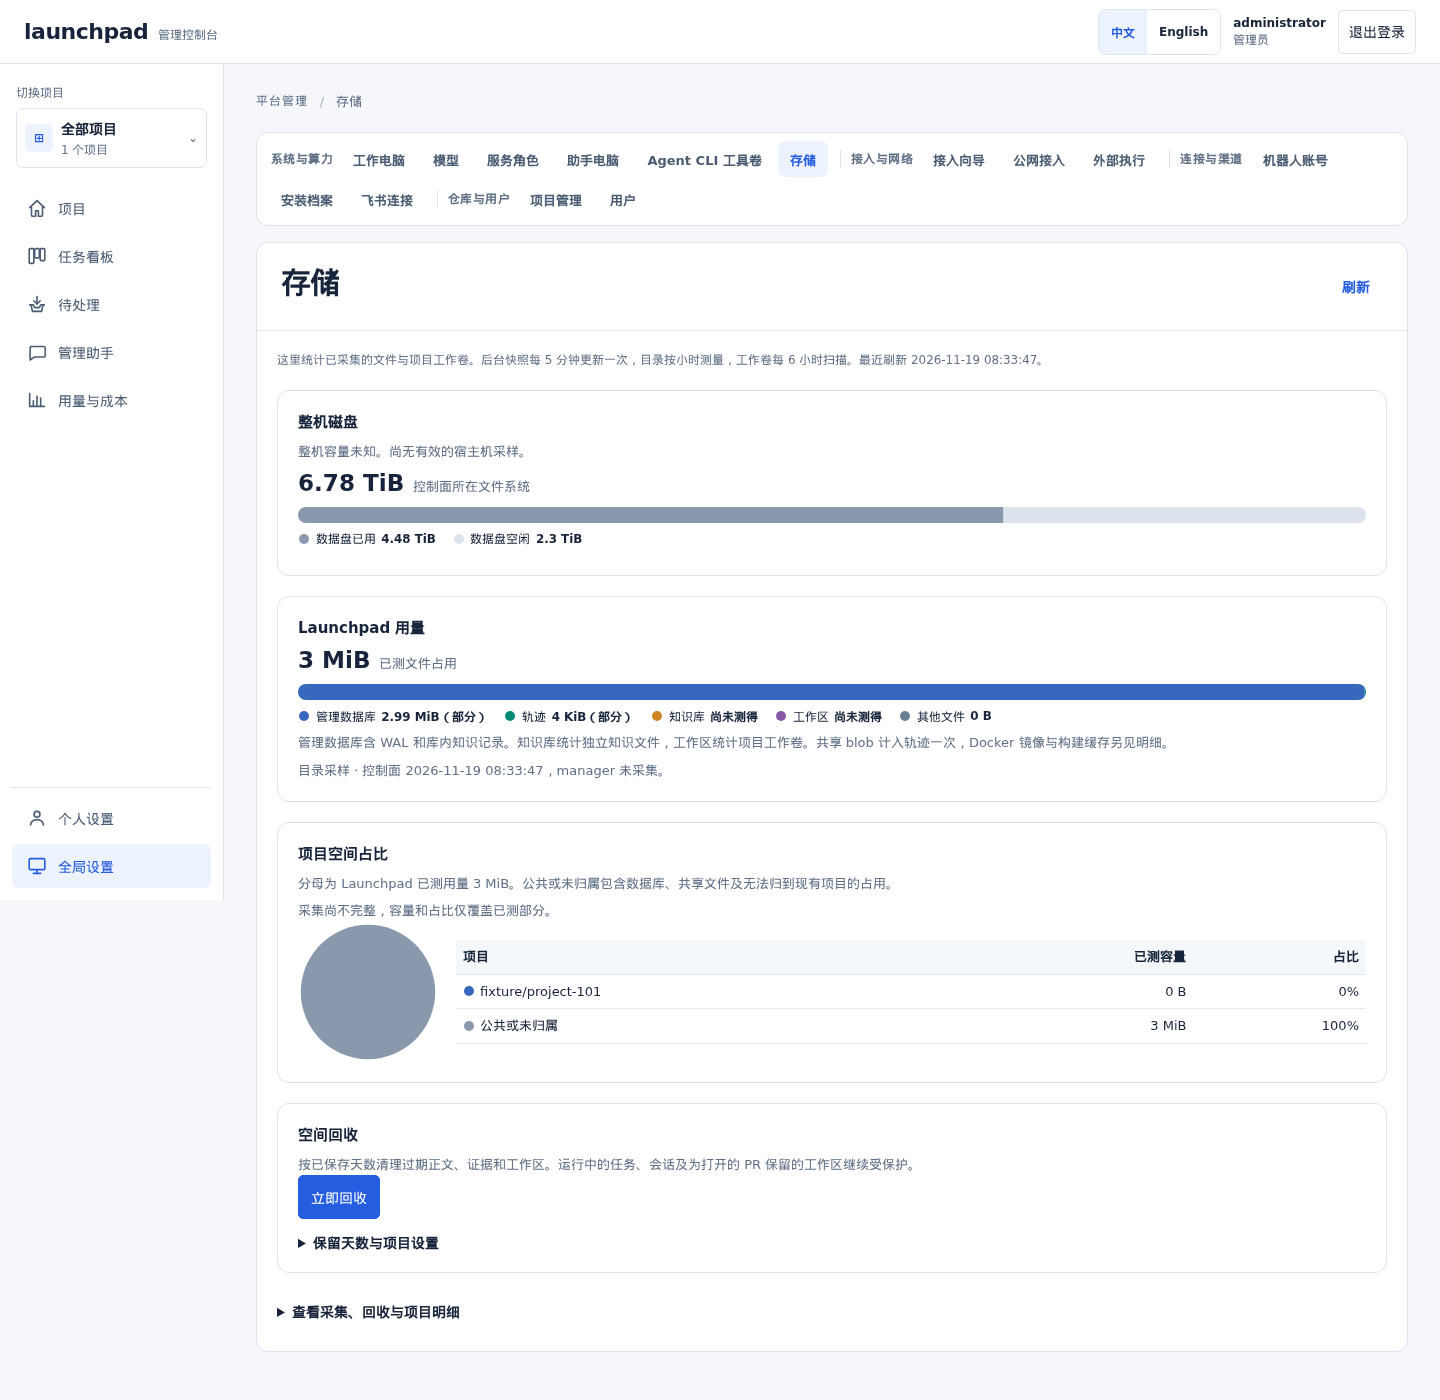 launchpad 管理控制台
中文 English administrator 管理员 退出登录
切换项目
全部项目
1 个项目
项目
任务看板
待处理
管理助手
用量与成本
个人设置
全局设置
平台管理 / 存储
系统与算力 工作电脑 模型 服务角色 助手电脑 Agent CLI 工具卷 存储 接入与网络 接入向导 公网接入 外部执行 连接与渠道 机器人账号
安装档案 飞书连接 仓库与用户 项目管理 用户
存储
刷新
这里统计已采集的文件与项目工作卷。后台快照每 5 分钟更新一次，目录按小时测量，工作卷每 6 小时扫描。最近刷新 2026-11-19 08:33:47。
整机磁盘
整机容量未知。尚无有效的宿主机采样。
6.78 TiB 控制面所在文件系统
数据盘已用 4.48 TiB 数据盘空闲 2.3 TiB
Launchpad 用量
3 MiB 已测文件占用
管理数据库 2.99 MiB（部分） 轨迹 4 KiB（部分） 知识库 尚未测得 工作区 尚未测得 其他文件 0 B
管理数据库含 WAL 和库内知识记录。知识库统计独立知识文件，工作区统计项目工作卷。共享 blob 计入轨迹一次，Docker 镜像与构建缓存另见明细。
目录采样 · 控制面 2026-11-19 08:33:47，manager 未采集。
项目空间占比
分母为 Launchpad 已测用量 3 MiB。公共或未归属包含数据库、共享文件及无法归到现有项目的占用。
采集尚不完整，容量和占比仅覆盖已测部分。
项目 已测容量 占比
fixture/project-101 0 B 0%
公共或未归属 3 MiB 100%
空间回收
按已保存天数清理过期正文、证据和工作区。运行中的任务、会话及为打开的 PR 保留的工作区继续受保护。
立即回收
▶ 保留天数与项目设置
▶ 查看采集、回收与项目明细